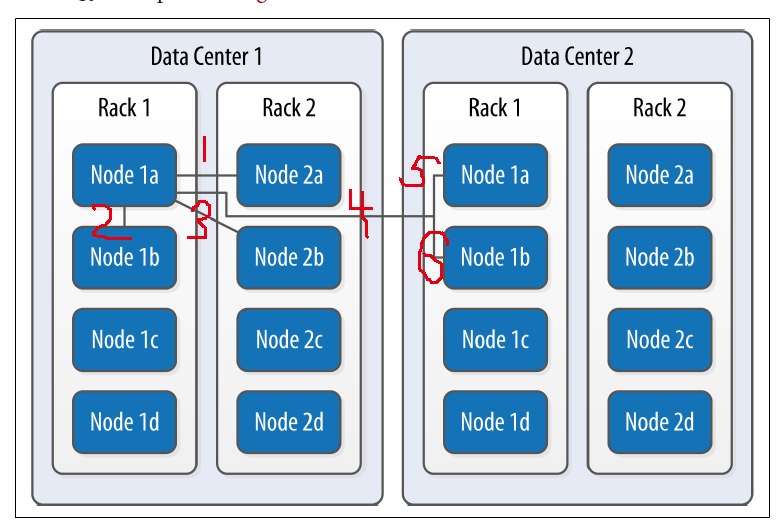 Data Center 1
Data Center 2
Rack 1
Rack 2
Rack 1
Rack 2
1
Node 1a
Node 2a
5
Node 1a
Node 2a
2
3
4
6
Node 1b
Node 2b
Node 1b
Node 2b
Node 1c
Node 2c
Node 1c
Node 2c
Node 1d
Node 2d
Node 1d
Node 2d